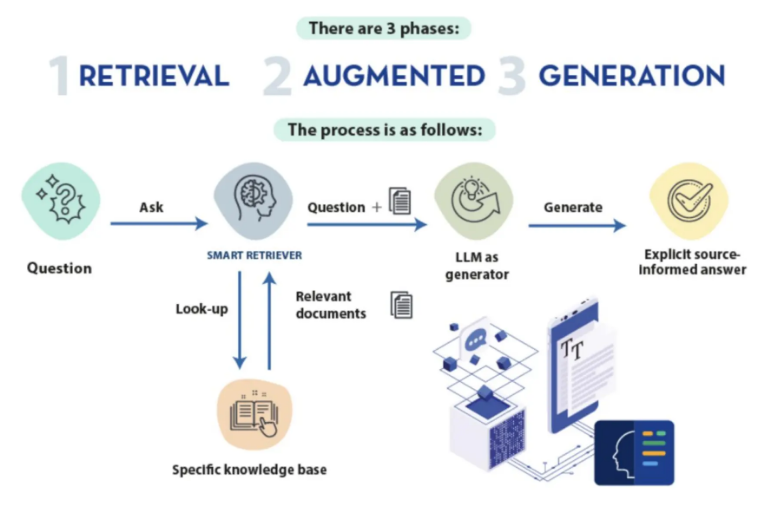 There are 3 phases:
1 RETRIEVAL 2 AUGMENTED 3 GENERATION
The process is as follows:
Ask
Question +
Generate
Question
SMART RETRIEVER
LLM as
generator
Explicit source-
informed answer
Look-up
Relevant
documents
TT
Specific knowledge base